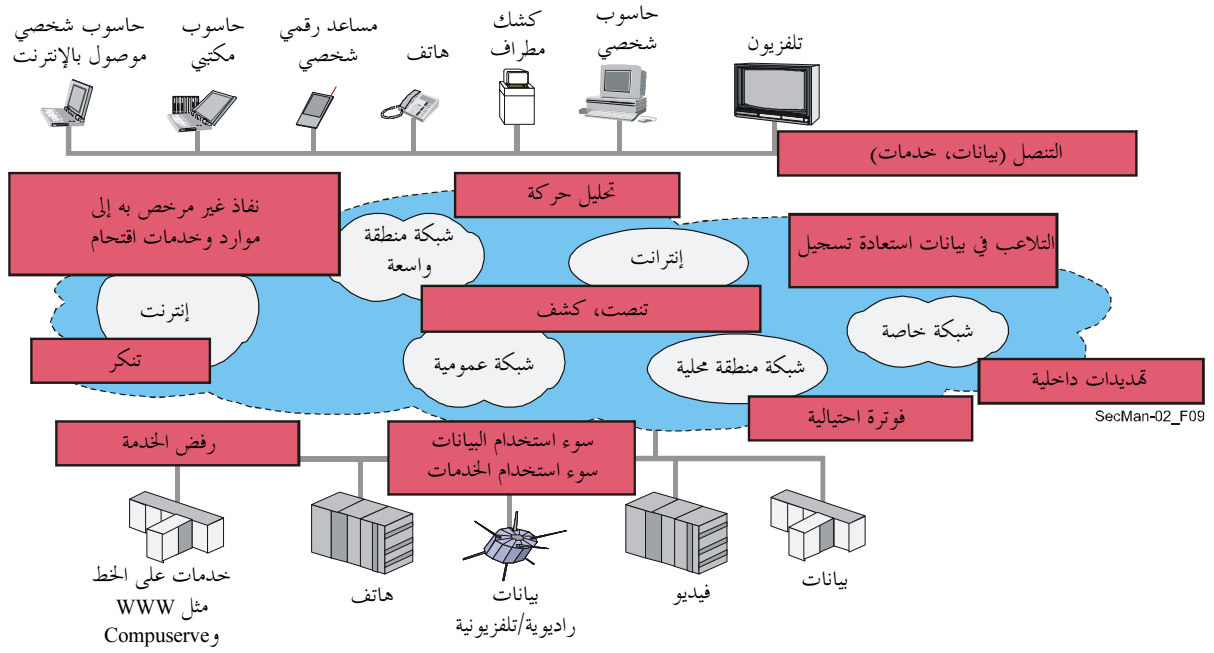 تلفزيون
حاسوب
شخصي
كشك
مطراف
هاتف
مساعد رقمي
شخصي
حاسوب
مكتبي
حاسوب شخصي
موصول بالإنترنت
التنصل (بيانات، خدمات)
تحليل حركة
نفاذ غير مرخص به إلى
موارد وخدمات اقتحام
شبكة منطقة
واسعة
إنترانت
التلاعب في بيانات استعادة تسجيل
إنترنت
تنصت، كشف
شبكة خاصة
تنكر
شبكة عمومية
شبكة منطقة محلية
تهديدات داخلية
SecMan-02_F09
فوترة احتيالية
سوء استخدام البيانات
سوء استخدام الخدمات
رفض الخدمة
بيانات
فيديو
بيانات
راديوية/تلفزيونية
هاتف
خدمات على الخط
مثل WWW
وCompuserve